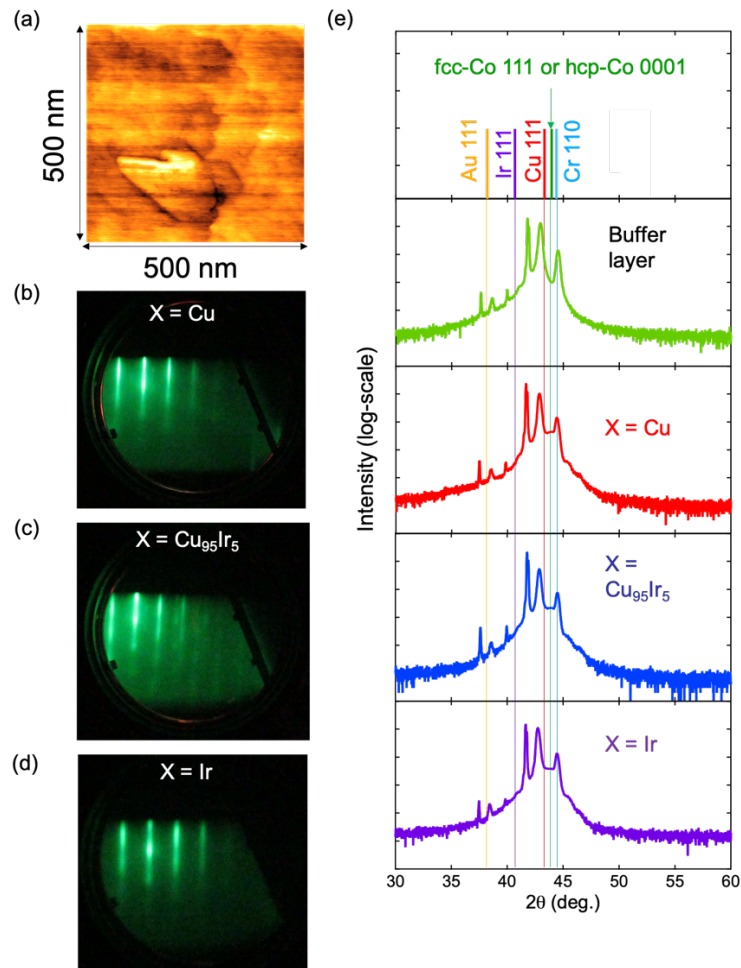 (a)
500 nm
500 nm
(b)
X = Cu
(c)
X = Cu₉₅Ir₅
(d)
X = Ir
(e)
fcc-Co 111 or hcp-Co 0001
Au 111
Ir 111
Cu 111
Cr 110
Buffer
layer
X = Cu
X =
Cu₉₅Ir₅
X = Ir
Intensity (log-scale)
30 35 40 45 50 55 60
2θ (deg.)